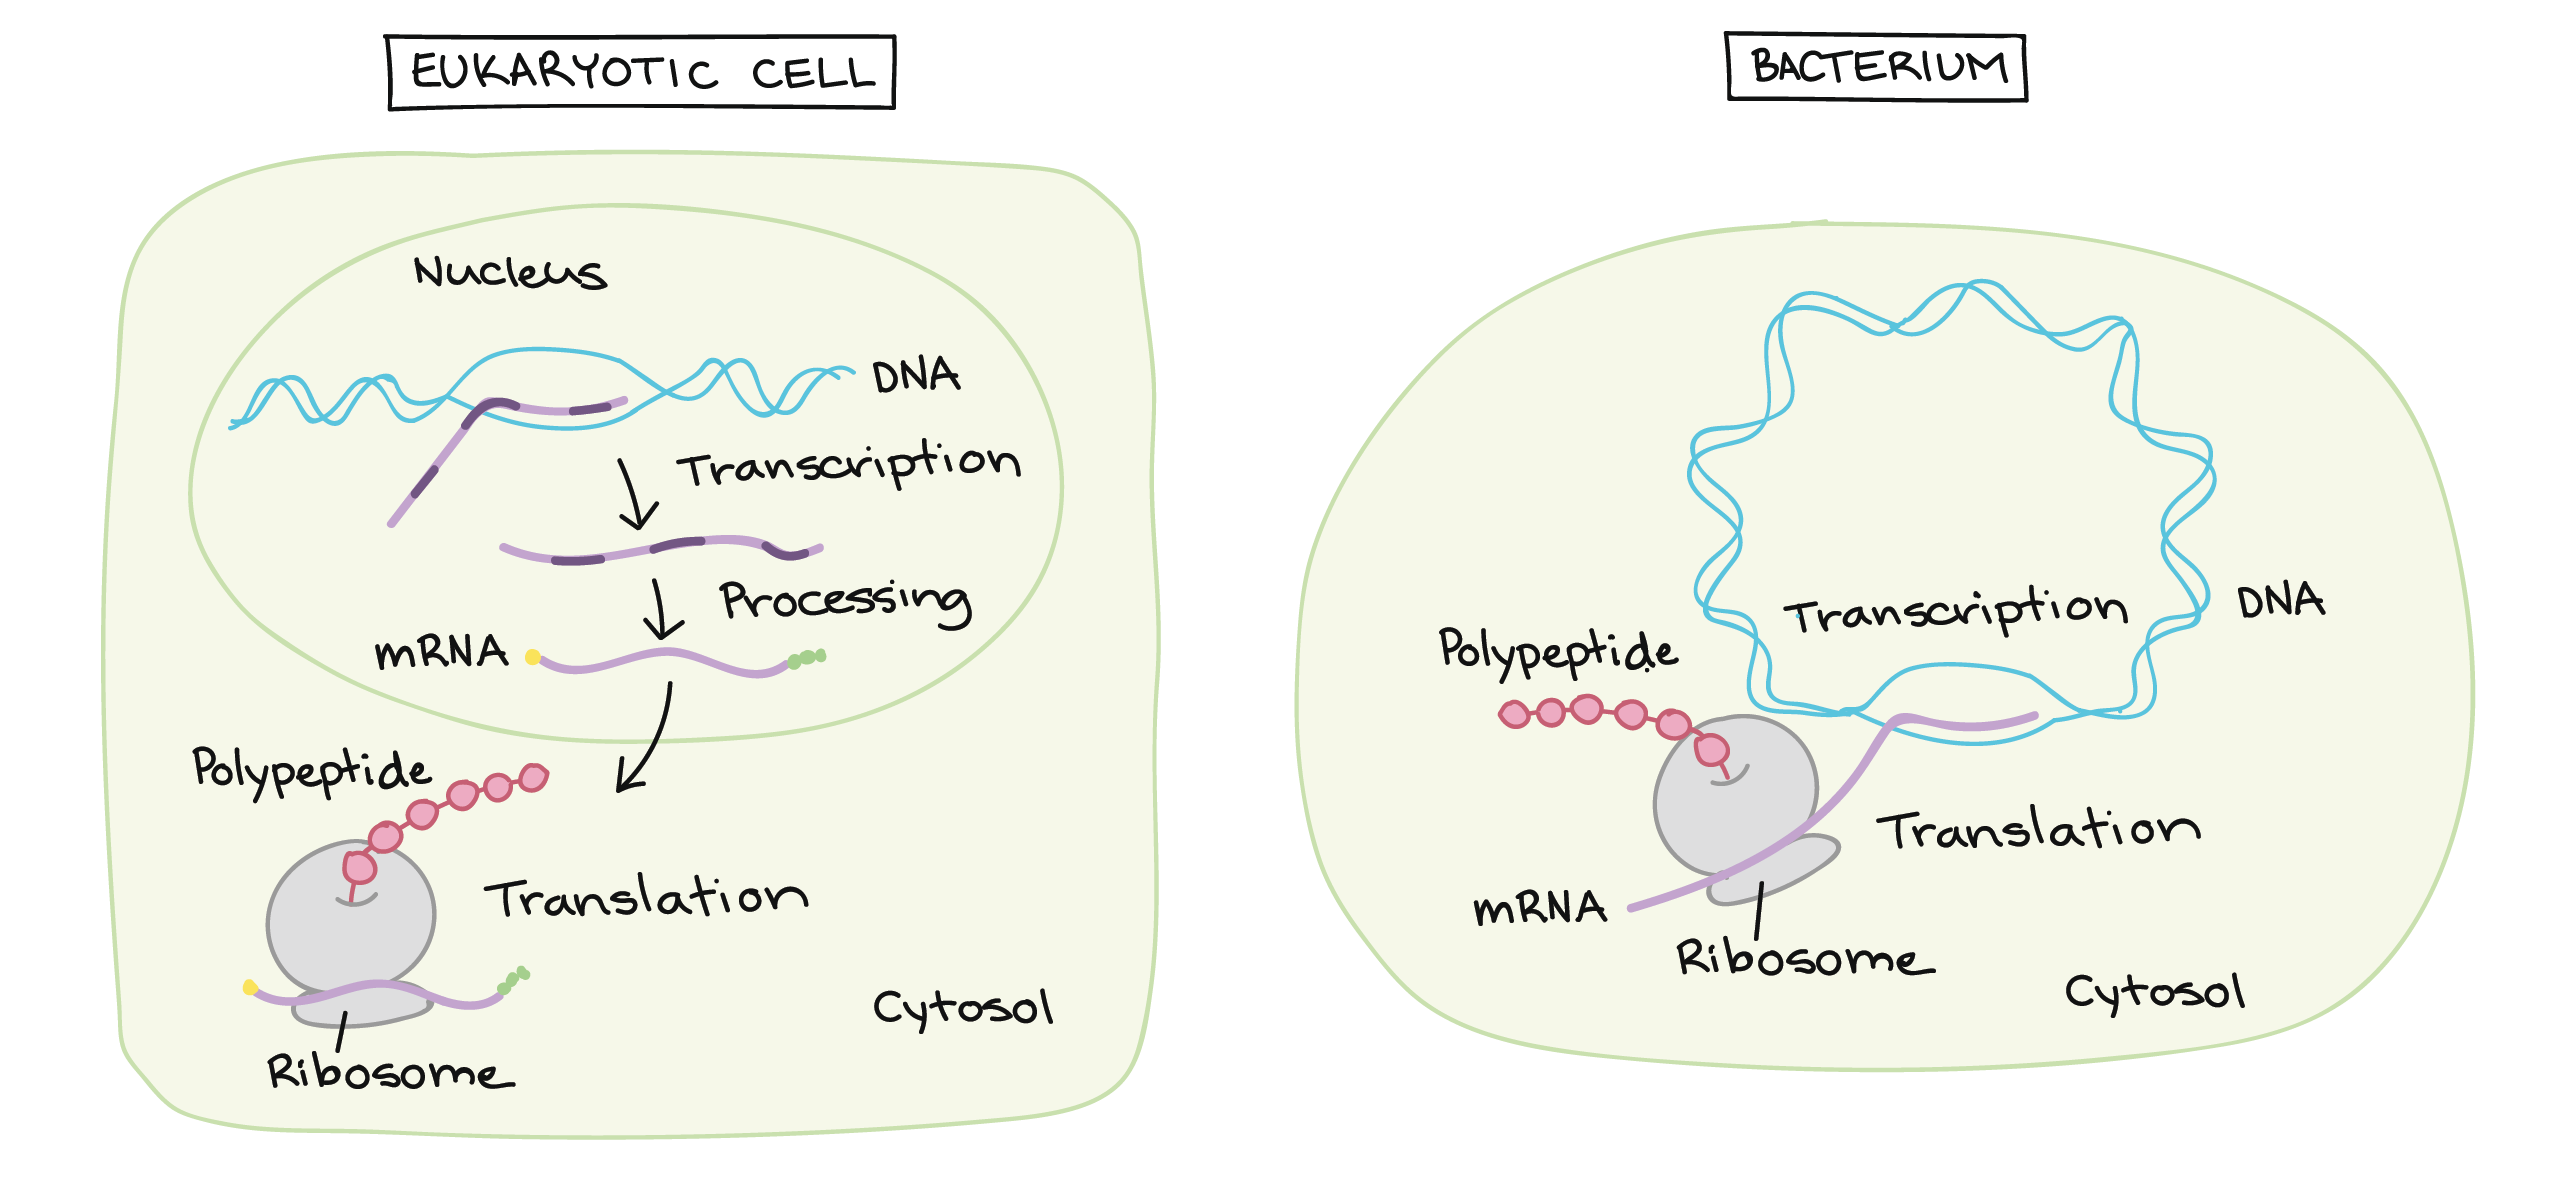 EUKARYOTIC CELL
Nucleus
DNA
Transcription
Processing
mRNA
Polypeptide
Translation
Cytosol
Ribosome
BACTERIUM
Transcription
DNA
Polypeptide
Translation
mRNA
Ribosome
Cytosol